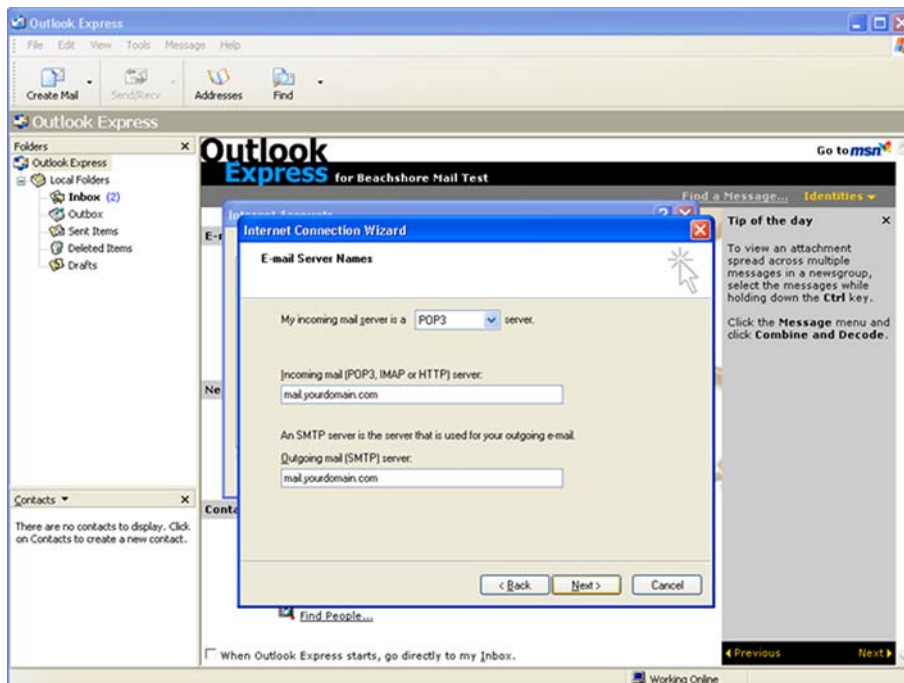 Outlook Express
File Edit View Tools Message Help
Create Mail Send/Recv Addresses Find
Outlook Express
Folders ×
Outlook Express
Local Folders
Inbox (2)
Outbox
Sent Items
Deleted Items
Drafts
Contacts ×
There are no contacts to display. Click
on Contacts to create a new contact.
Outlook
Express for Beachshore Mail Test
Go to msn
Find a Message... Identities
Internet Accounts
Internet Connection Wizard
E-mail Server Names
My incoming mail server is a POP3 server.
Incoming mail (POP3, IMAP or HTTP) server:
mail.yourdomain.com
An SMTP server is the server that is used for your outgoing e-mail.
Outgoing mail (SMTP) server:
mail.yourdomain.com
< Back Next > Cancel
Find People...
When Outlook Express starts, go directly to my Inbox.
Tip of the day ×
To view an attachment
spread across multiple
messages in a newsgroup,
select the messages while
holding down the Ctrl key.
Click the Message menu and
click Combine and Decode.
Previous Next
Working Online